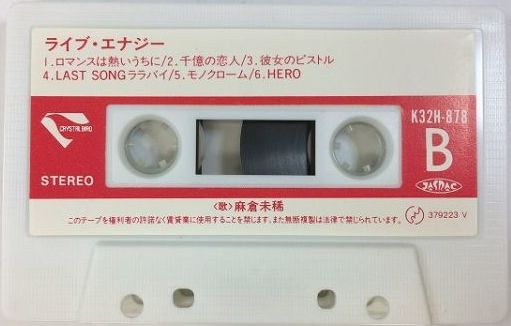 ライブ・エナジー
1.ロマンスは熱いうちに/2.千億の恋人/3.彼女のピストル
4.LAST SONGララバイ/5.モノクローム/6.HERO
K32H-878
B
CRYSTAL BIRD
STEREO
JASRAC
〈歌〉麻倉未稀
このテープを権利者の許諾なく賃貸業に使用することを禁じます。また無断複製は法律で禁じられています。
379223 V